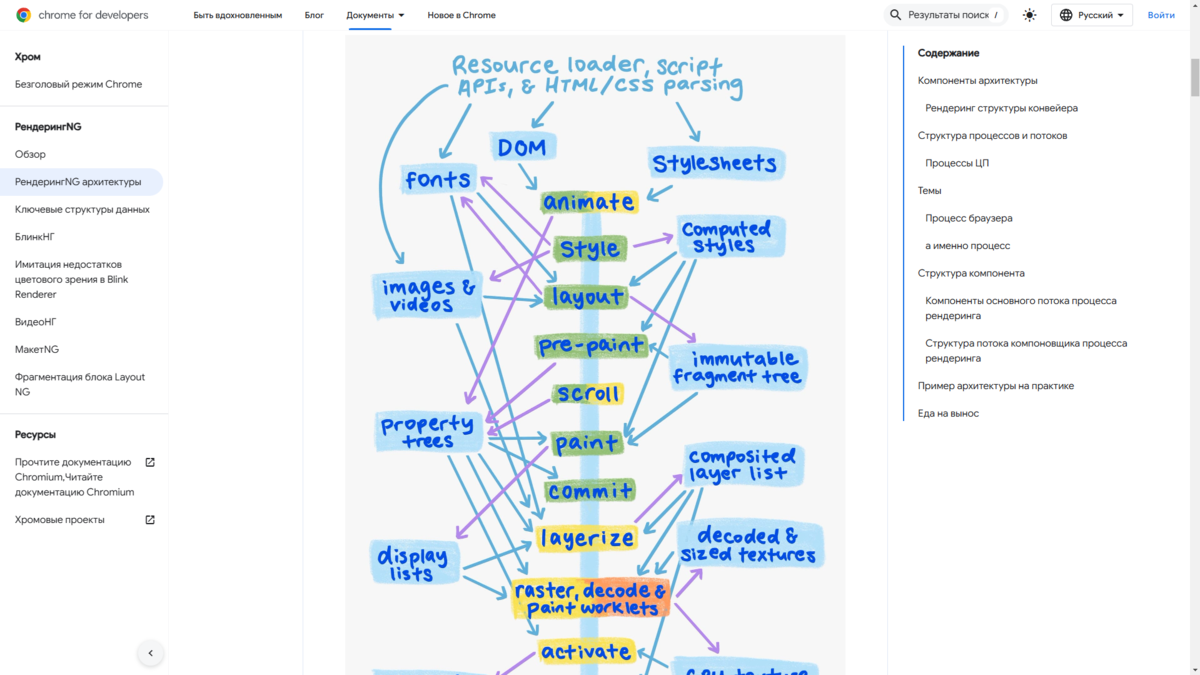 chrome for developers
Быть вдохновленным
Блог
Документы
Новое в Chrome
Результаты поиск /
Русский
Войти
Хром
Безголовый режим Chrome
РендерингNG
Обзор
РендерингNG архитектуры
Ключевые структуры данных
БлинкНГ
Имитация недостатков
цветового зрения в Blink
Renderer
ВидеоНГ
МакетNG
Фрагментация блока Layout
NG
Ресурсы
Прочтите документацию
Chromium,Читайте
документацию Chromium
Хромовые проекты
Resource loader, script
APIs, & HTML/CSS parsing
DOM
Stylesheets
fonts
animate
Computed
styles
Style
images &
videos
layout
pre-paint
immutable
fragment tree
scroll
property
trees
paint
composited
layer list
commit
layerize
decoded &
sized textures
display
lists
raster, decode &
paint worklets
activate
Содержание
Компоненты архитектуры
Рендеринг структуры конвейера
Структура процессов и потоков
Процессы ЦП
Темы
Процесс браузера
а именно процесс
Структура компонента
Компоненты основного потока процесса
рендеринга
Структура потока компоновщика процесса
рендеринга
Пример архитектуры на практике
Еда на вынос